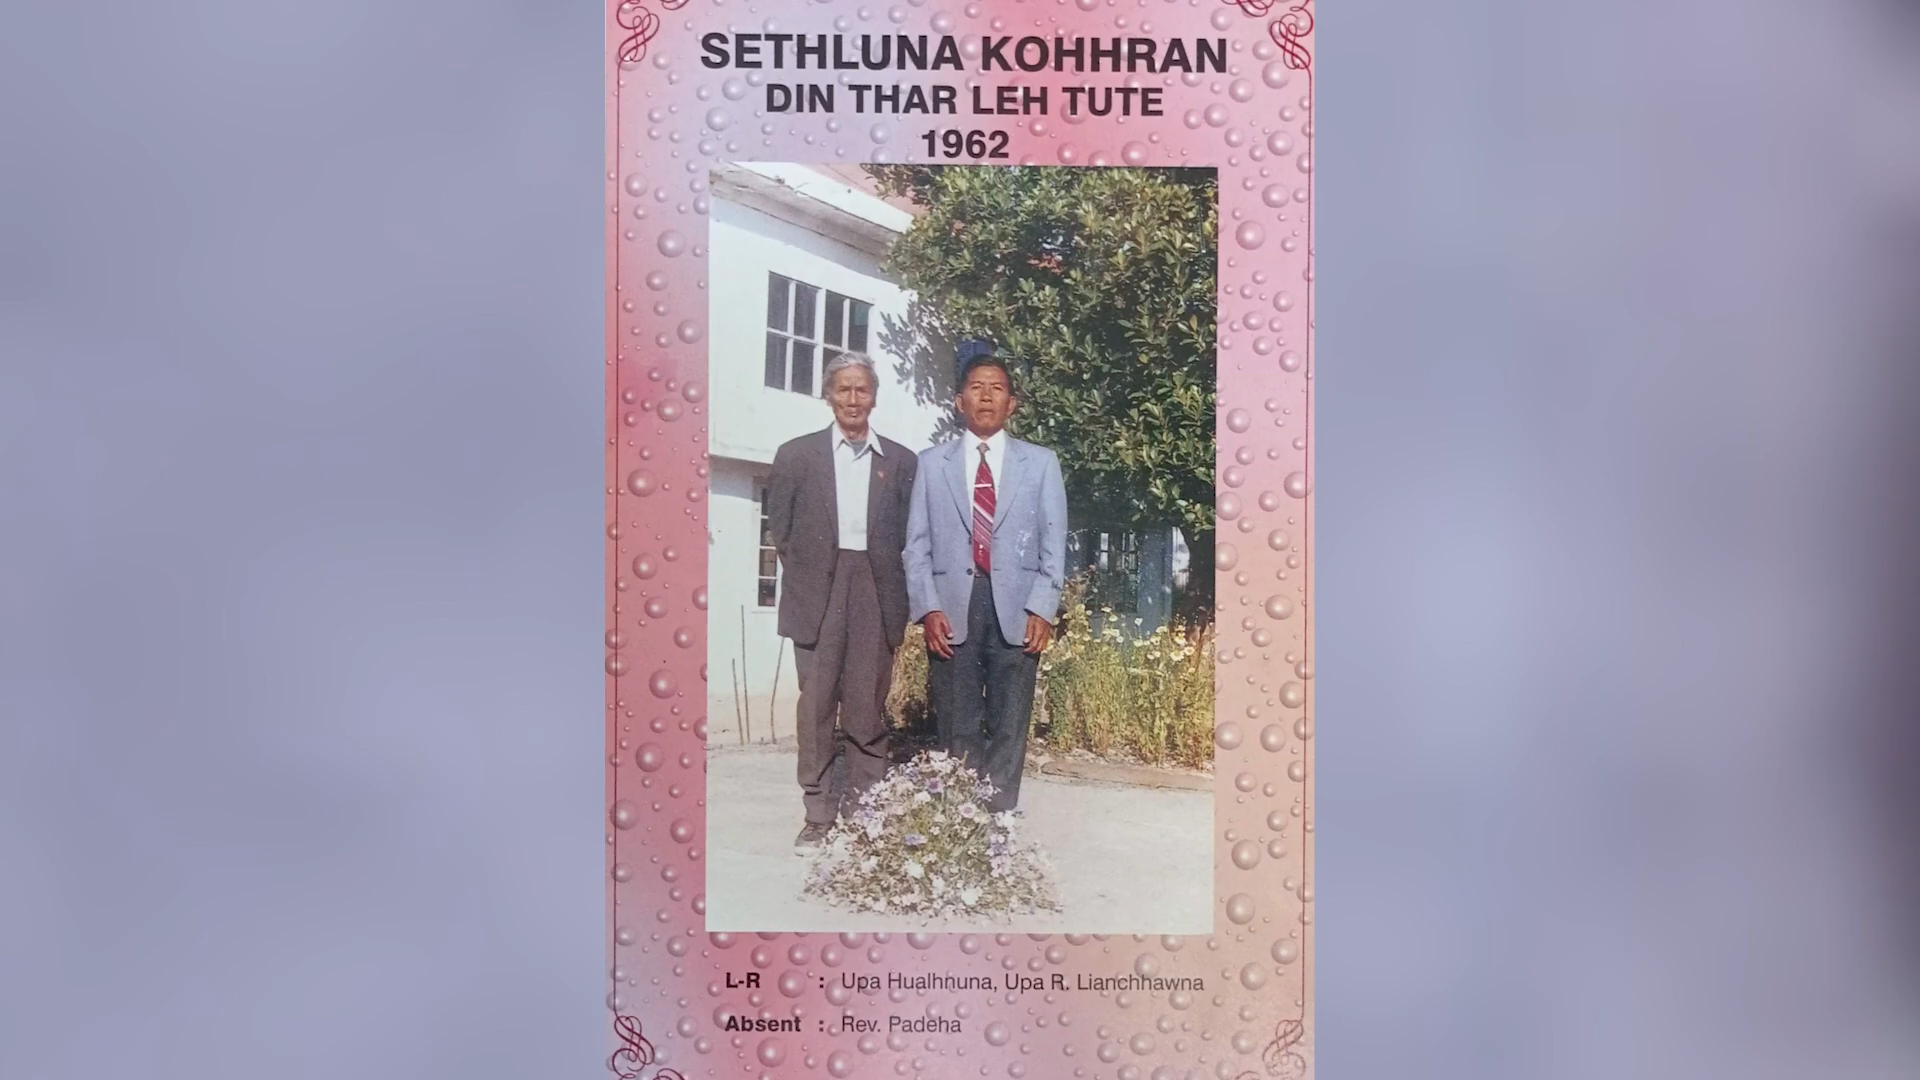 SETHLUNA KOHHRAN
DIN THAR LEH TUTE
1962
L-R : Upa Hualhnuna, Upa R. Lianchhawna
Absent : Rev. Padeha